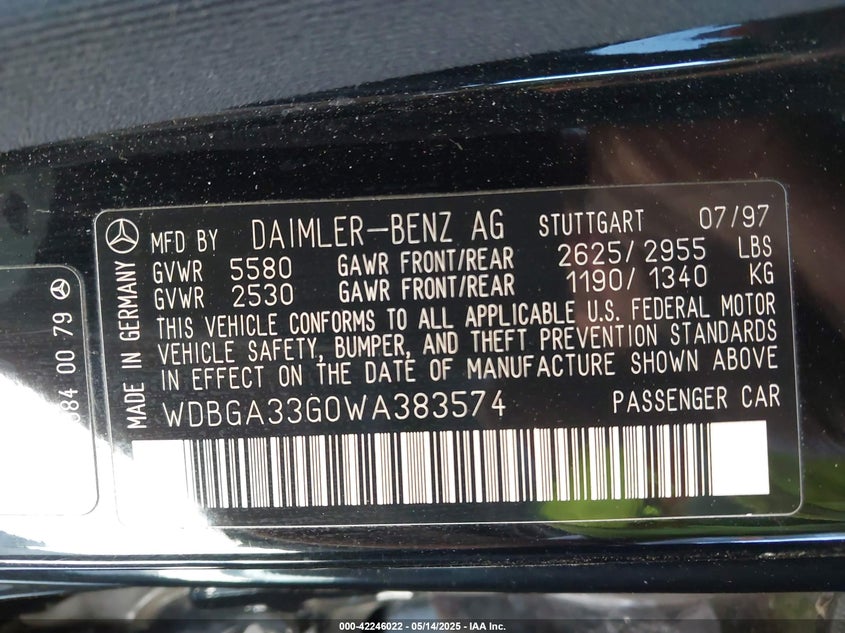 MFD BY DAIMLER-BENZ AG STUTTGART 07/97
GVWR 5580 GAWR FRONT/REAR 2625/2955 LBS
GVWR 2530 GAWR FRONT/REAR 1190/1340 KG
THIS VEHICLE CONFORMS TO ALL APPLICABLE U.S. FEDERAL MOTOR
VEHICLE SAFETY, BUMPER, AND THEFT PREVENTION STANDARDS
IN EFFECT ON THE DATE OF MANUFACTURE SHOWN ABOVE
WDBGA33G0WA383574 PASSENGER CAR
MADE IN GERMANY
84 00 79
000-42246022 - 05/14/2025 - IAA Inc.